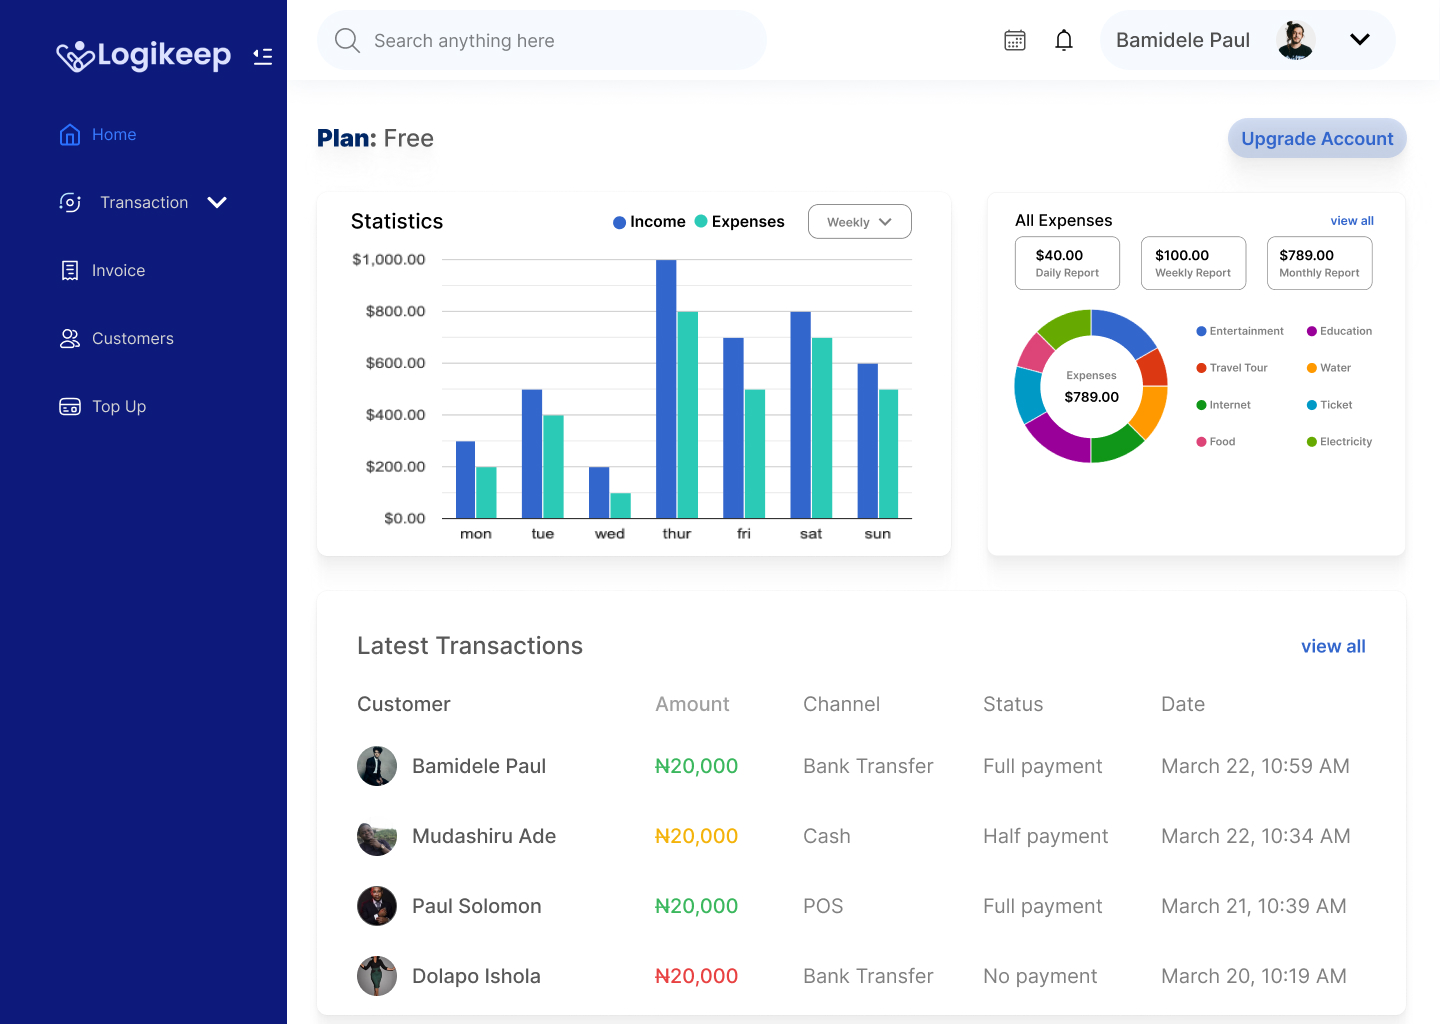 Logikeep
Search anything here
Bamidele Paul
Home
Transaction
Invoice
Customers
Top Up
Plan: Free
Upgrade Account
Statistics
Income Expenses
Weekly
$1,000.00
$800.00
$600.00
$400.00
$200.00
$0.00
mon tue wed thur fri sat sun
All Expenses
view all
$40.00
Daily Report
$100.00
Weekly Report
$789.00
Monthly Report
Expenses
$789.00
Entertainment Education
Travel Tour Water
Internet Ticket
Food Electricity
Latest Transactions
view all
Customer Amount Channel Status Date
Bamidele Paul ₦20,000 Bank Transfer Full payment March 22, 10:59 AM
Mudashiru Ade ₦20,000 Cash Half payment March 22, 10:34 AM
Paul Solomon ₦20,000 POS Full payment March 21, 10:39 AM
Dolapo Ishola ₦20,000 Bank Transfer No payment March 20, 10:19 AM